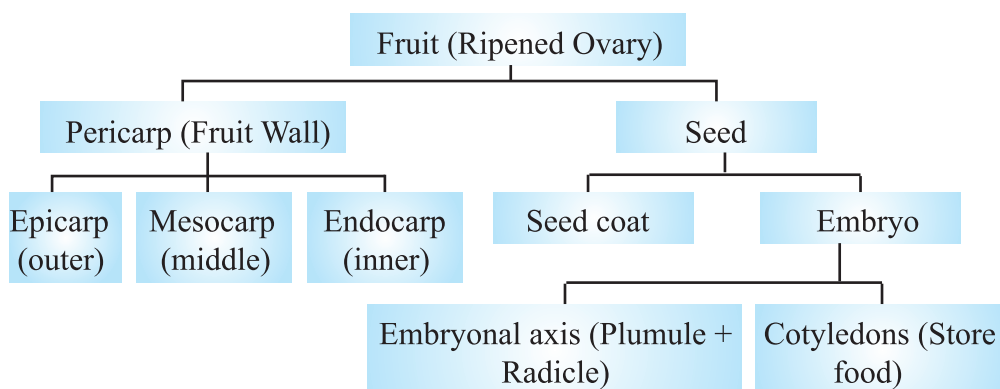 Fruit (Ripened Ovary)
Pericarp (Fruit Wall)
Seed
Epicarp
(outer)
Mesocarp
(middle)
Endocarp
(inner)
Seed coat
Embryo
Embryonal axis (Plumule +
Radicle)
Cotyledons (Store
food)